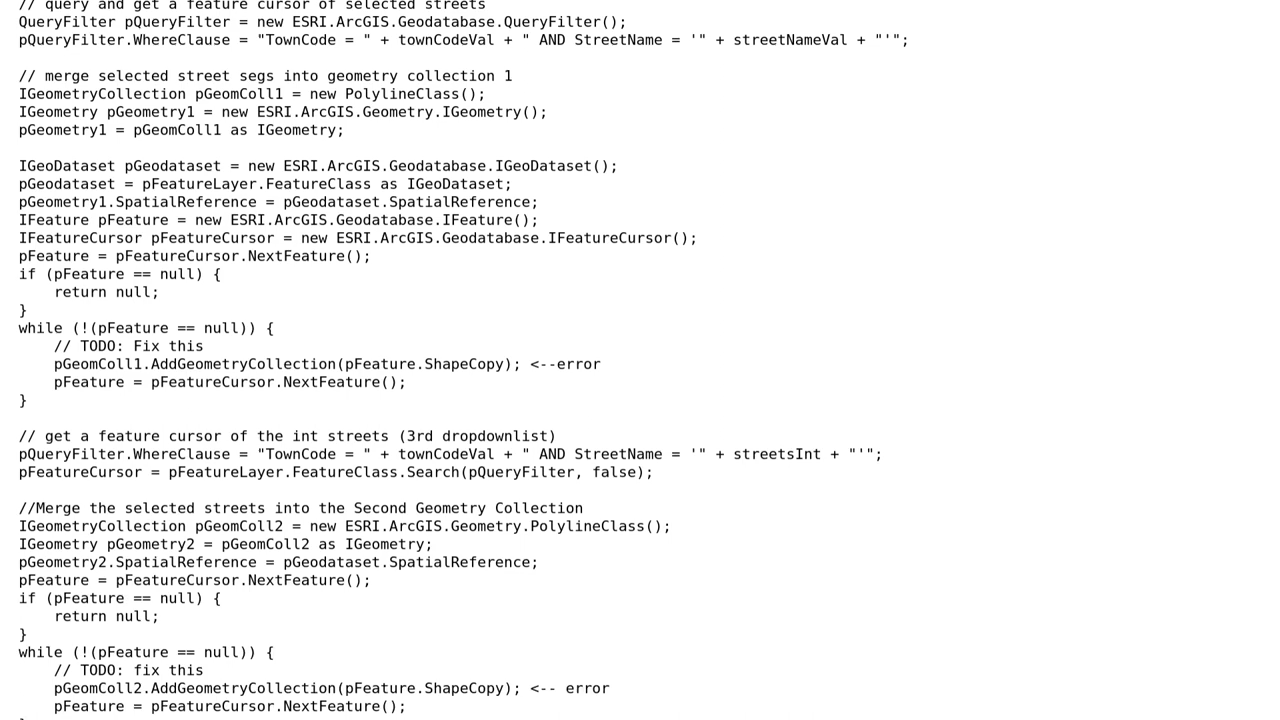 // query and get a feature cursor of selected streets
QueryFilter pQueryFilter = new ESRI.ArcGIS.Geodatabase.QueryFilter();
pQueryFilter.WhereClause = "TownCode = " + townCodeVal + " AND StreetName = '" + streetNameVal + "'";

// merge selected street segs into geometry collection 1
IGeometryCollection pGeomColl1 = new PolylineClass();
IGeometry pGeometry1 = new ESRI.ArcGIS.Geometry.IGeometry();
pGeometry1 = pGeomColl1 as IGeometry;

IGeoDataset pGeodataset = new ESRI.ArcGIS.Geodatabase.IGeoDataset();
pGeodataset = pFeatureLayer.FeatureClass as IGeoDataset;
pGeometry1.SpatialReference = pGeodataset.SpatialReference;
IFeature pFeature = new ESRI.ArcGIS.Geodatabase.IFeature();
IFeatureCursor pFeatureCursor = new ESRI.ArcGIS.Geodatabase.IFeatureCursor();
pFeature = pFeatureCursor.NextFeature();
if (pFeature == null) {
    return null;
}
while (!(pFeature == null)) {
    // TODO: Fix this
    pGeomColl1.AddGeometryCollection(pFeature.ShapeCopy); <--error
    pFeature = pFeatureCursor.NextFeature();
}

// get a feature cursor of the int streets (3rd dropdownlist)
pQueryFilter.WhereClause = "TownCode = " + townCodeVal + " AND StreetName = '" + streetsInt + "'";
pFeatureCursor = pFeatureLayer.FeatureClass.Search(pQueryFilter, false);

//Merge the selected streets into the Second Geometry Collection
IGeometryCollection pGeomColl2 = new ESRI.ArcGIS.Geometry.PolylineClass();
IGeometry pGeometry2 = pGeomColl2 as IGeometry;
pGeometry2.SpatialReference = pGeodataset.SpatialReference;
pFeature = pFeatureCursor.NextFeature();
if (pFeature == null) {
    return null;
}
while (!(pFeature == null)) {
    // TODO: fix this
    pGeomColl2.AddGeometryCollection(pFeature.ShapeCopy); <-- error
    pFeature = pFeatureCursor.NextFeature();